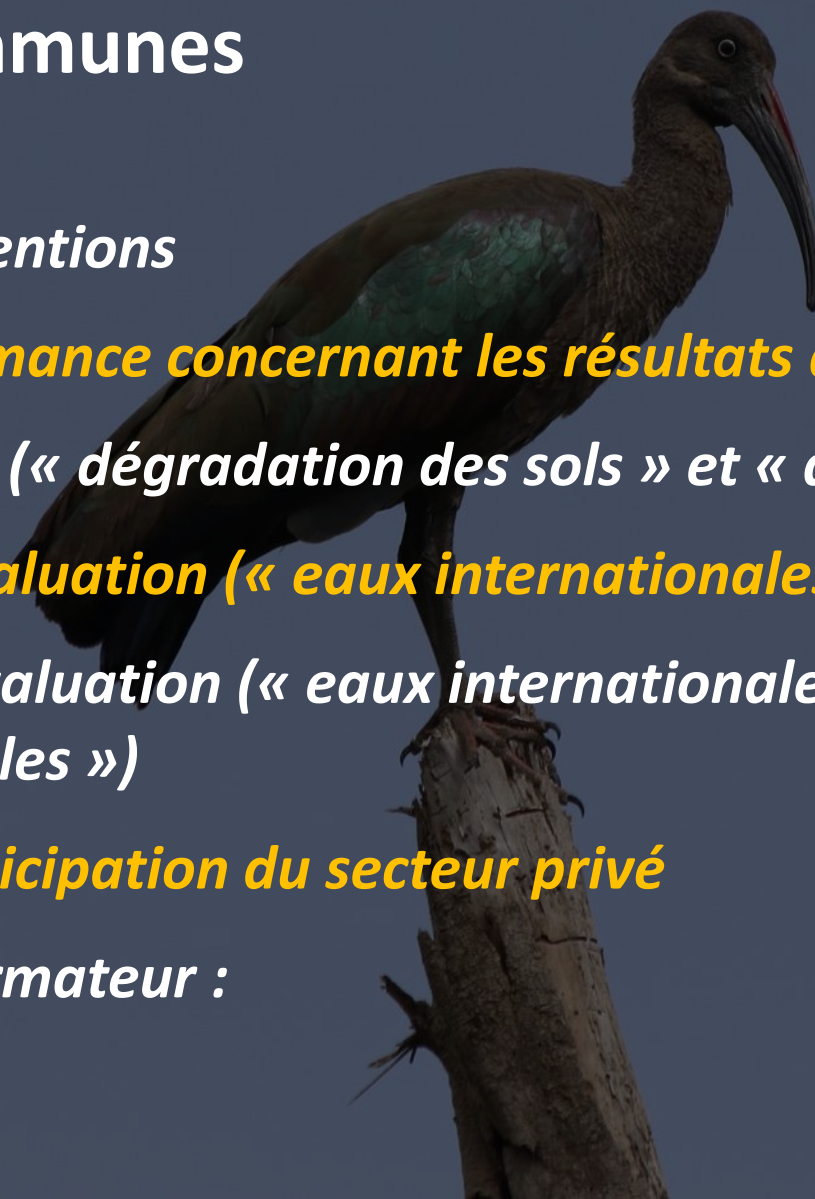 mmunes
entions
mance concernant les résultats
(« dégradation des sols » et «
aluation (« eaux internationales
aluation (« eaux internationale
les »)
icipation du secteur privé
rmateur :